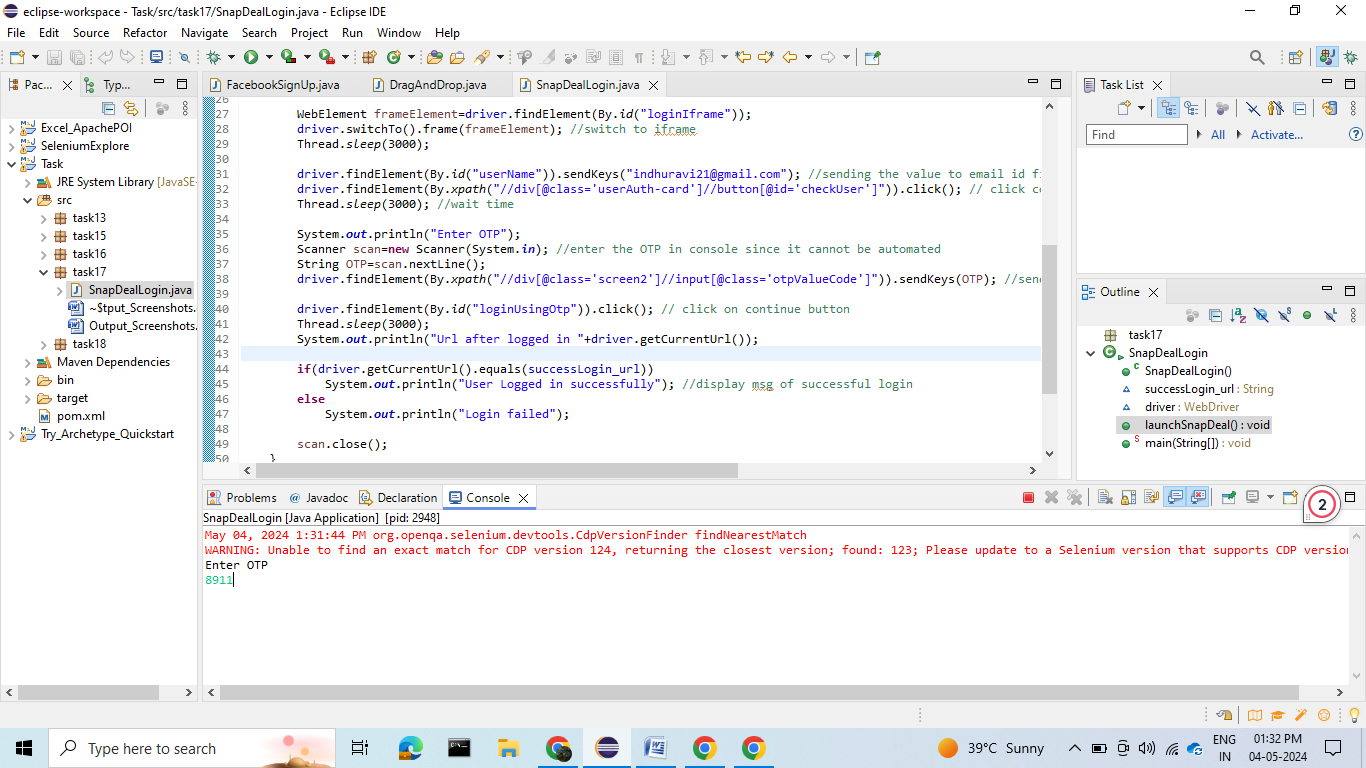 eclipse-workspace - Task/src/task17/SnapDealLogin.java - Eclipse IDE
File Edit Source Refactor Navigate Search Project Run Window Help
Pac... Typ...
Excel_ApachePOI
SeleniumExplore
Task
JRE System Library [JavaSE-
src
task13
task15
task16
task17
SnapDealLogin.java
~$tput_Screenshots.
Output_Screenshots.
task18
Maven Dependencies
bin
target
pom.xml
Try_Archetype_Quickstart
FacebookSignUp.java DragAndDrop.java SnapDealLogin.java
26
27 WebElement frameElement=driver.findElement(By.id("loginIframe"));
28 driver.switchTo().frame(frameElement); //switch to iframe
29 Thread.sleep(3000);
30
31 driver.findElement(By.id("userName")).sendKeys("indhuravi21@gmail.com"); //sending the value to email id f
32 driver.findElement(By.xpath("//div[@class='userAuth-card']//button[@id='checkUser']")).click(); // click c
33 Thread.sleep(3000); //wait time
34
35 System.out.println("Enter OTP");
36 Scanner scan=new Scanner(System.in); //enter the OTP in console since it cannot be automated
37 String OTP=scan.nextLine();
38 driver.findElement(By.xpath("//div[@class='screen2']//input[@class='otpValueCode']")).sendKeys(OTP); //sen
39
40 driver.findElement(By.id("loginUsingOtp")).click(); // click on continue button
41 Thread.sleep(3000);
42 System.out.println("Url after logged in "+driver.getCurrentUrl());
43
44 if(driver.getCurrentUrl().equals(successLogin_url))
45 System.out.println("User Logged in successfully"); //display msg of successful login
46 else
47 System.out.println("Login failed");
48
49 scan.close();
50 }
Task List
Find All Activate...
Outline
task17
SnapDealLogin
SnapDealLogin()
successLogin_url : String
driver : WebDriver
launchSnapDeal() : void
main(String[]) : void
Problems Javadoc Declaration Console
2
SnapDealLogin [Java Application] [pid: 2948]
May 04, 2024 1:31:44 PM org.openqa.selenium.devtools.CdpVersionFinder findNearestMatch
WARNING: Unable to find an exact match for CDP version 124, returning the closest version; found: 123; Please update to a Selenium version that supports CDP version
Enter OTP
8911
Type here to search
39°C Sunny
ENG
IN
01:32 PM
04-05-2024